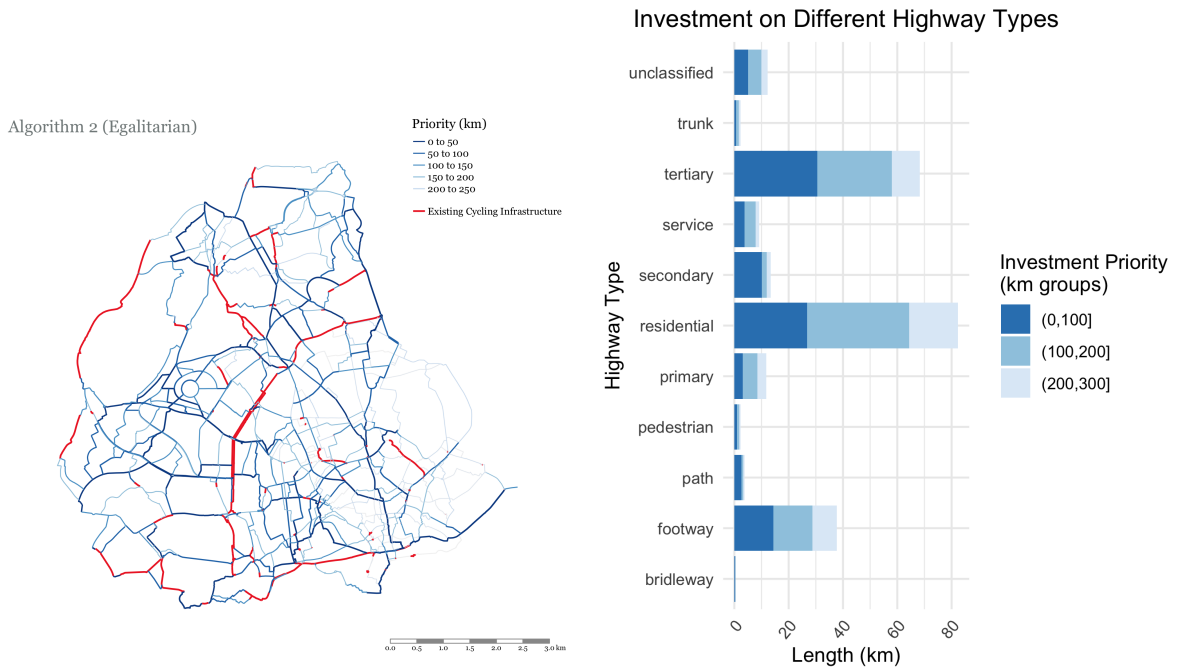 Investment on Different Highway Types
Algorithm 2 (Egalitarian)
Priority (km)
0 to 50
50 to 100
100 to 150
150 to 200
200 to 250
Existing Cycling Infrastructure
0.0 0.5 1.0 1.5 2.0 2.5 3.0 km
Highway Type
unclassified
trunk
tertiary
service
secondary
residential
primary
pedestrian
path
footway
bridleway
0 20 40 60 80
Length (km)
Investment Priority
(km groups)
(0,100]
(100,200]
(200,300]